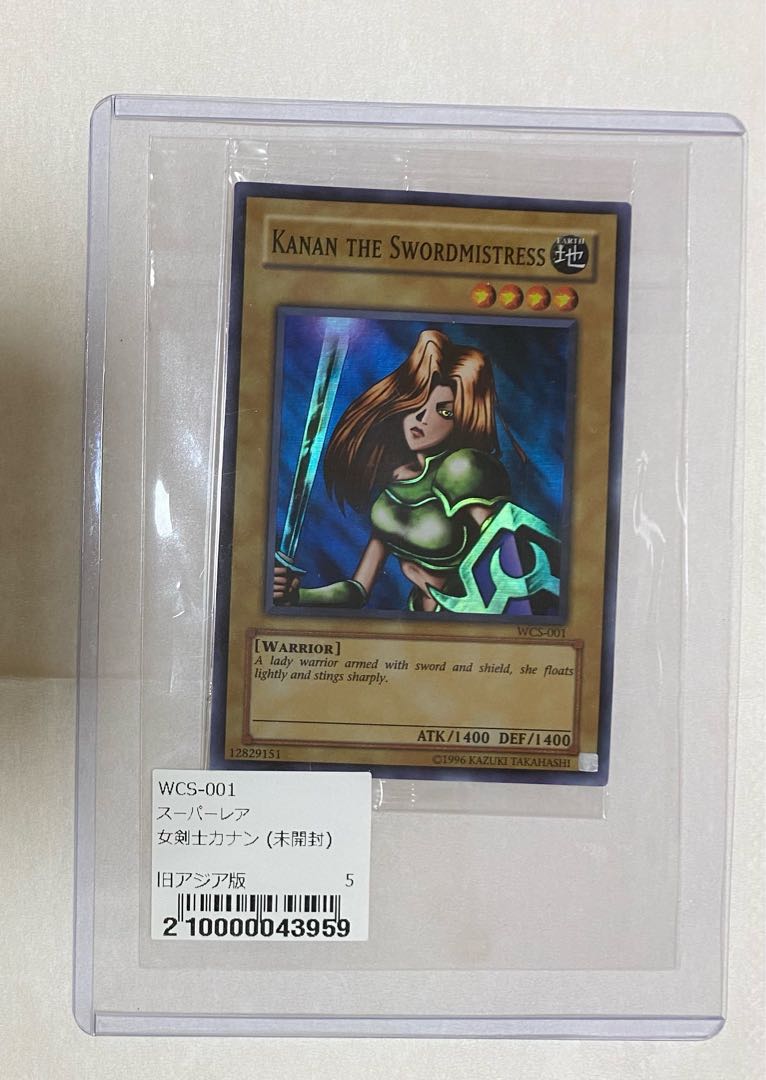 KANAN THE SWORDMISTRESS
EARTH
地
WCS-001
[WARRIOR]
A lady warrior armed with sword and shield, she floats
lightly and stings sharply.
ATK/1400 DEF/1400
12829151
©1996 KAZUKI TAKAHASHI
WCS-001
スーパーレア
女剣士カナン (未開封)
旧アジア版 5
2 10000043959